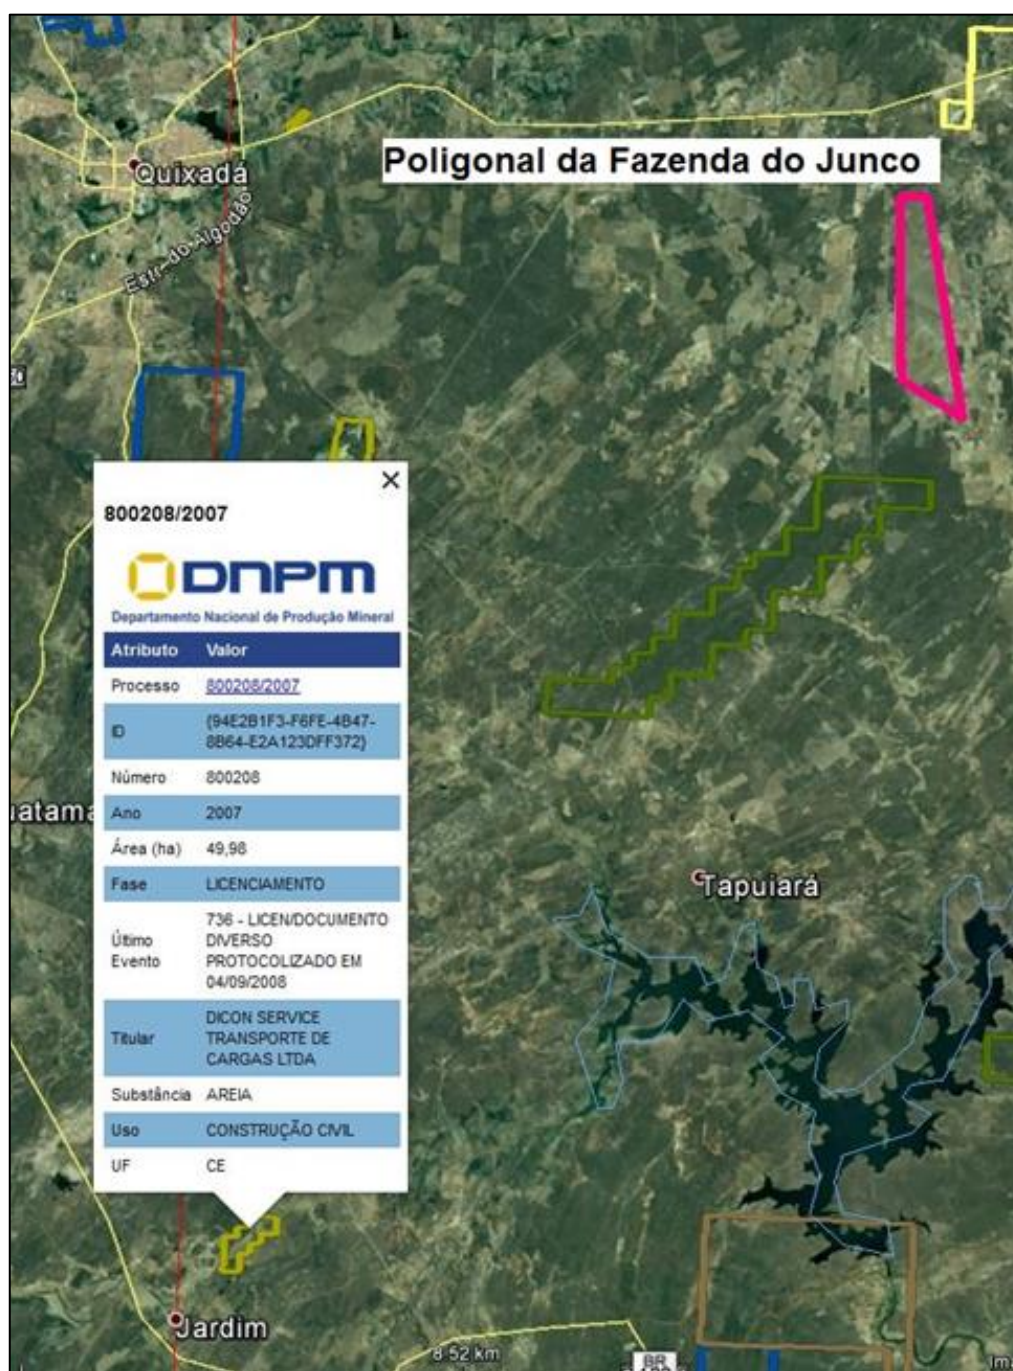 Poligonal da Fazenda do Junco
Quixadá
Estr. do Algodão
800208/2007
DNPM
Departamento Nacional de Produção Mineral
Atributo Valor
Processo 800208/2007
ID {94E2B1F3-F6FE-4B47-
8B64-E2A123DFF372}
Número 800208
Ano 2007
Área (ha) 49,98
Fase LICENCIAMENTO
Último
Evento
736 - LICEN/DOCUMENTO
DIVERSO
PROTOCOLIZADO EM
04/09/2008
Titular
DICON SERVICE
TRANSPORTE DE
CARGAS LTDA
Substância AREIA
Uso CONSTRUÇÃO CIVIL
UF CE
uatama
Tapuiará
Jardim
8.52 km
BR
Im